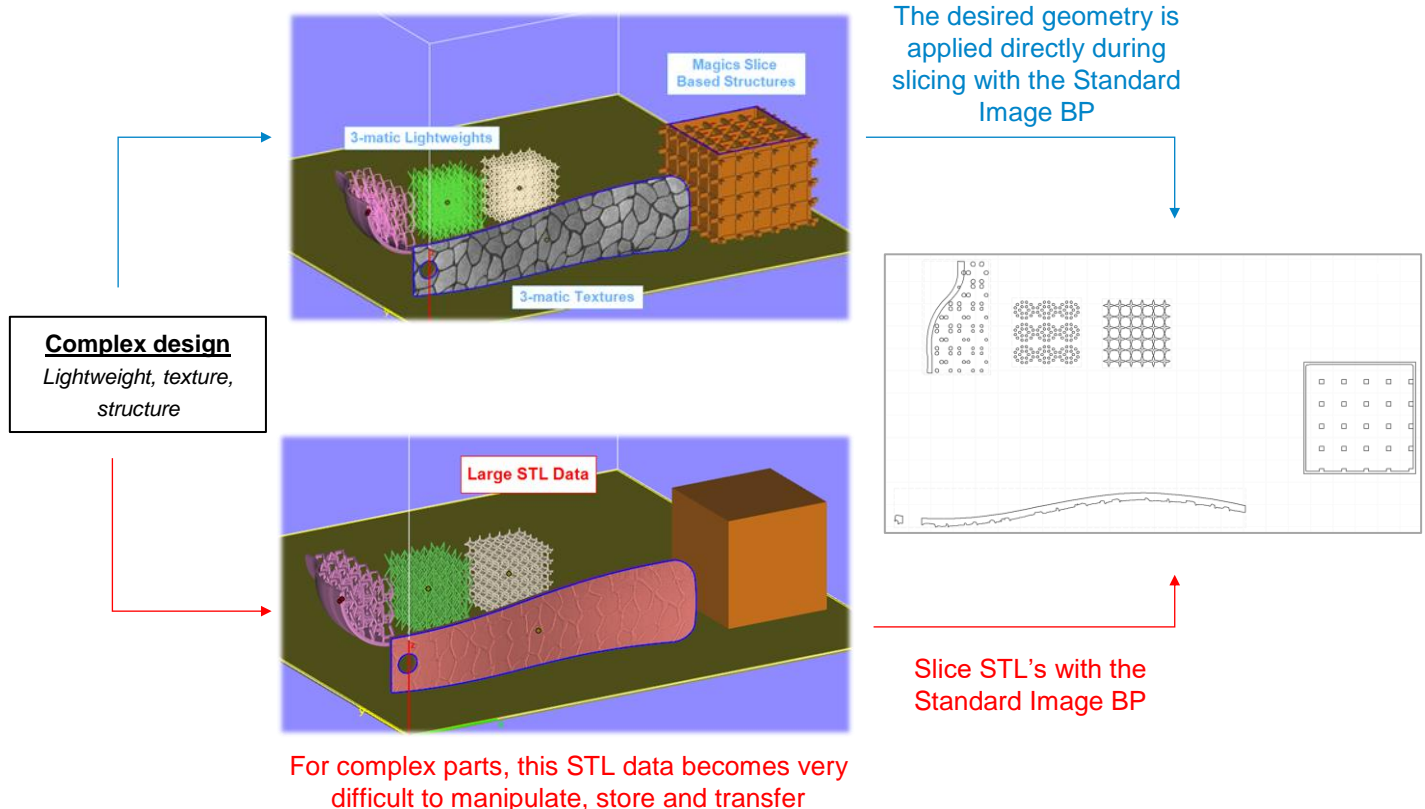 The desired geometry is
applied directly during
slicing with the Standard
Image BP
Magics Slice
Based Structures
3-matic Lightweights
3-matic Textures
Complex design
Lightweight, texture,
structure
Large STL Data
z
y
Slice STL’s with the
Standard Image BP
For complex parts, this STL data becomes very
difficult to manipulate, store and transfer